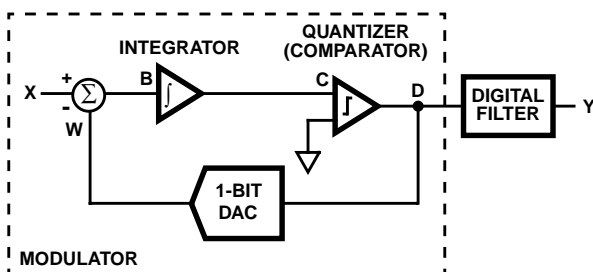 QUANTIZER
(COMPARATOR)
INTEGRATOR
X
+
-
Σ
W
B
∫
C
D
DIGITAL
FILTER
Y
1-BIT
DAC
MODULATOR